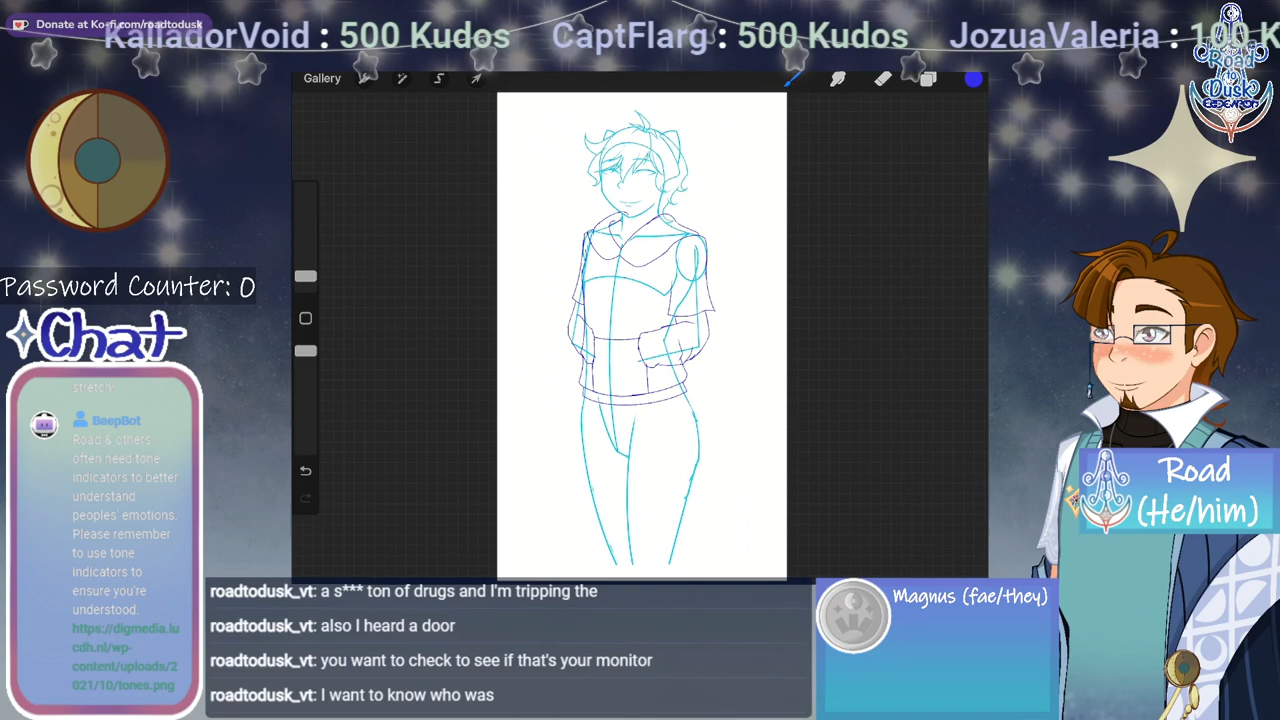 Donate at Ko-fi.com/roadtodusk
KalladorVoid : 500 Kudos CaptFlarg : 500 Kudos JozuaValeria : 100 K
Road
to
Dusk
Gallery
Password Counter: 0
Chat
stretch!
BeepBot
Road & others
often need tone
indicators to better
understand
peoples' emotions.
Please remember
to use tone
indicators to
ensure you're
understood.
https://digmedia.lu
cdh.nl/wp-
content/uploads/2
021/10/tones.png
roadtodusk_vt: a s*** ton of drugs and I'm tripping the
roadtodusk_vt: also I heard a door
roadtodusk_vt: you want to check to see if that's your monitor
roadtodusk_vt: I want to know who was
Magnus (fae/they)
Road
(He/him)